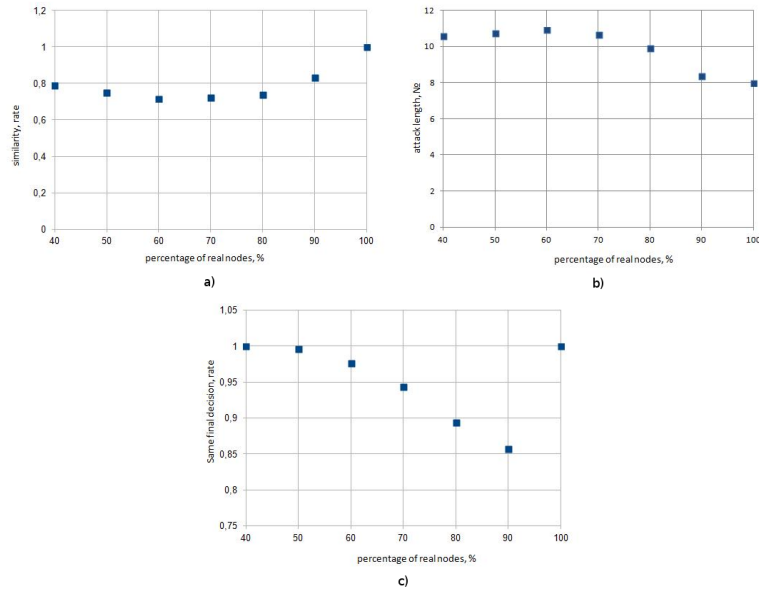 1,2
1
0,8
0,6
0,4
0,2
0
similarity, rate
40 50 60 70 80 90 100
percentage of real nodes, %
a)
12
10
8
6
4
2
0
attack length, №
40 50 60 70 80 90 100
percentage of real nodes, %
b)
1,05
1
0,95
0,9
0,85
0,8
0,75
Same final decision, rate
40 50 60 70 80 90 100
percentage of real nodes, %
c)